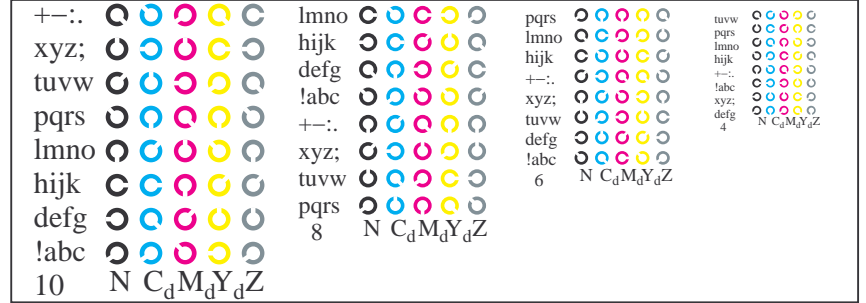 +−:.
xyz;
tuvw
pqrs
lmno
hijk
defg
!abc
10 N CdMdYdZ
lmno
hijk
defg
!abc
+−:.
xyz;
tuvw
pqrs
8 N CdMdYdZ
pqrs
lmno
hijk
+−:.
xyz;
tuvw
defg
!abc
6 N CdMdYdZ
tuvw
pqrs
lmno
hijk
+−:.
!abc
xyz;
defg
4 N CdMdYdZ